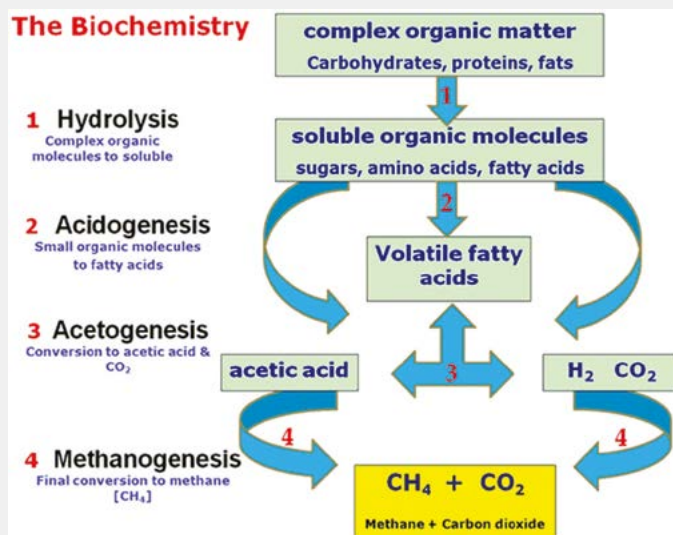 The Biochemistry
complex organic matter
Carbohydrates, proteins, fats
1
1 Hydrolysis
Complex organic
molecules to soluble
soluble organic molecules
sugars, amino acids, fatty acids
2
2 Acidogenesis
Small organic molecules
to fatty acids
Volatile fatty
acids
3 Acetogenesis
Conversion to acetic acid &
CO₂
acetic acid
3
H₂ CO₂
4
4
4 Methanogenesis
Final conversion to methane
[CH₄]
CH₄ + CO₂
Methane + Carbon dioxide